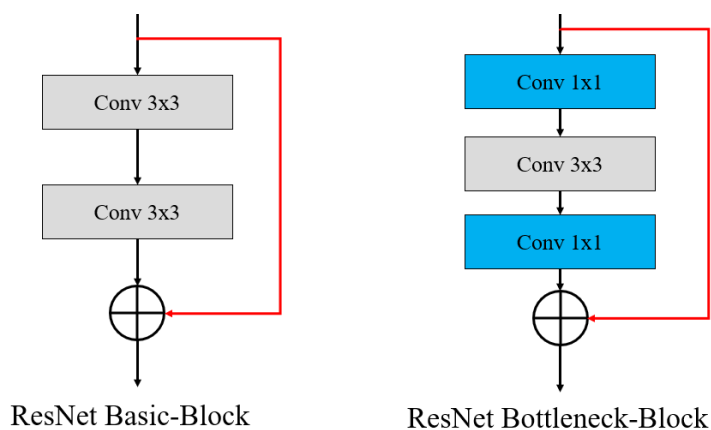 Conv 3x3
Conv 3x3
ResNet Basic-Block
Conv 1x1
Conv 3x3
Conv 1x1
ResNet Bottleneck-Block